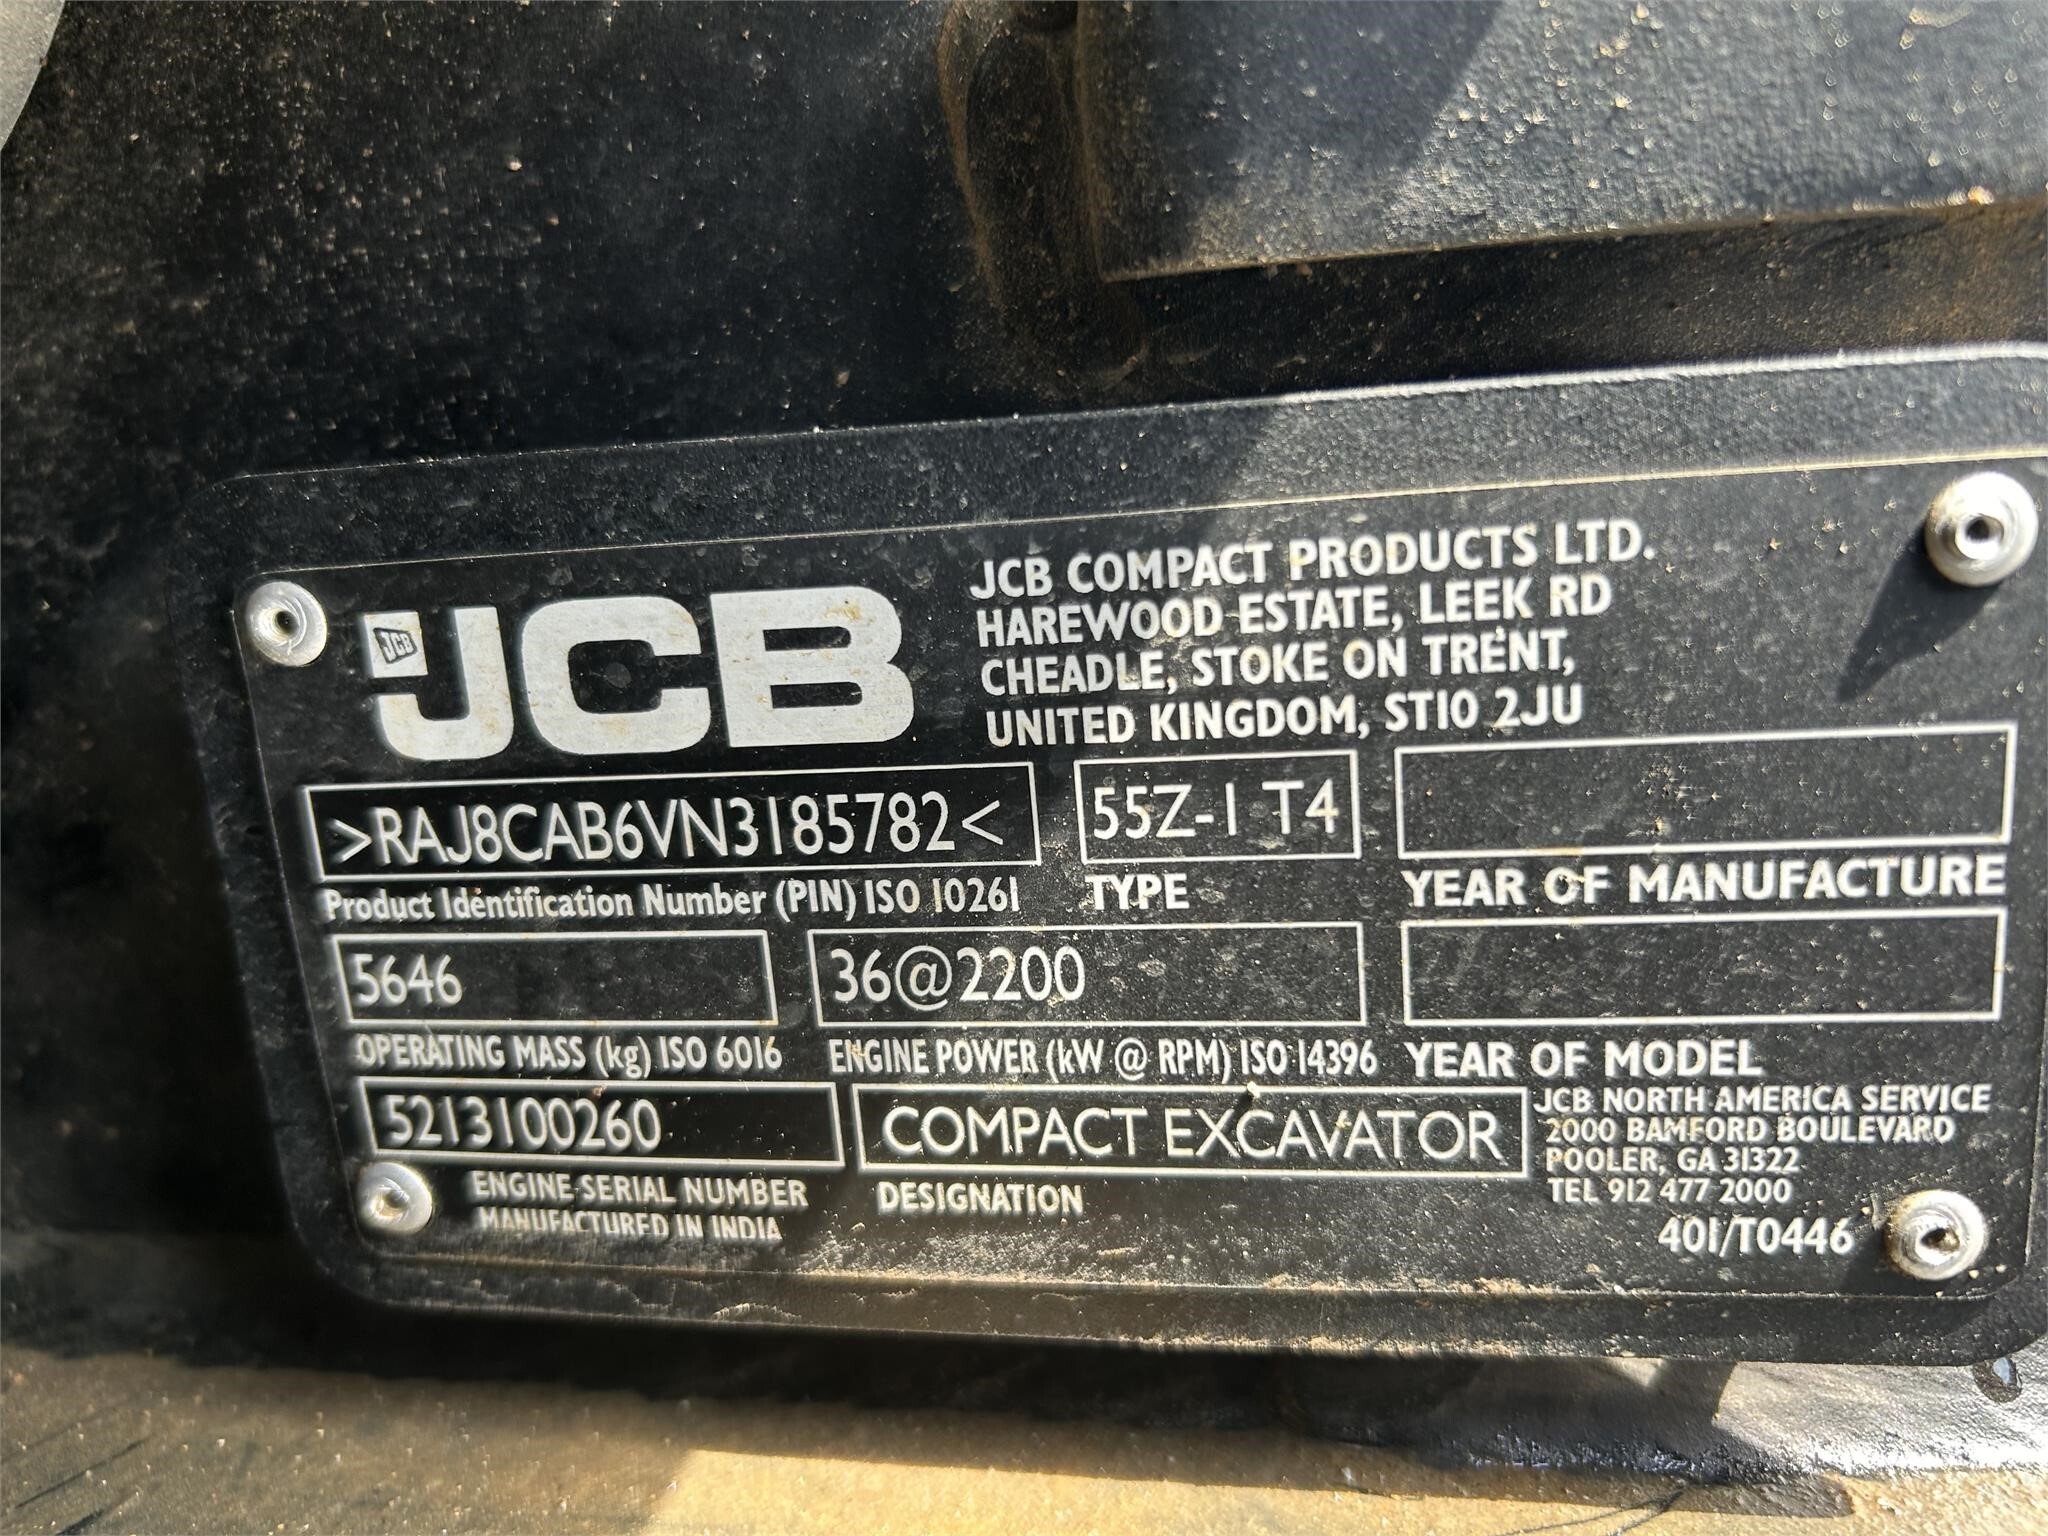 JCB
JCB
JCB COMPACT PRODUCTS LTD.
HAREWOOD ESTATE, LEEK RD
CHEADLE, STOKE ON TRENT,
UNITED KINGDOM, ST10 2JU
>RAJ8CAB6VN3185782<
Product Identification Number (PIN) ISO 10261
55Z-1 T4
TYPE
YEAR OF MANUFACTURE
5646
OPERATING MASS (kg) ISO 6016
36@2200
ENGINE POWER (kW @ RPM) ISO 14396
YEAR OF MODEL
5213100260
ENGINE SERIAL NUMBER
MANUFACTURED IN INDIA
COMPACT EXCAVATOR
DESIGNATION
JCB NORTH AMERICA SERVICE
2000 BAMFORD BOULEVARD
POOLER, GA 31322
TEL 912 477 2000
401/T0446